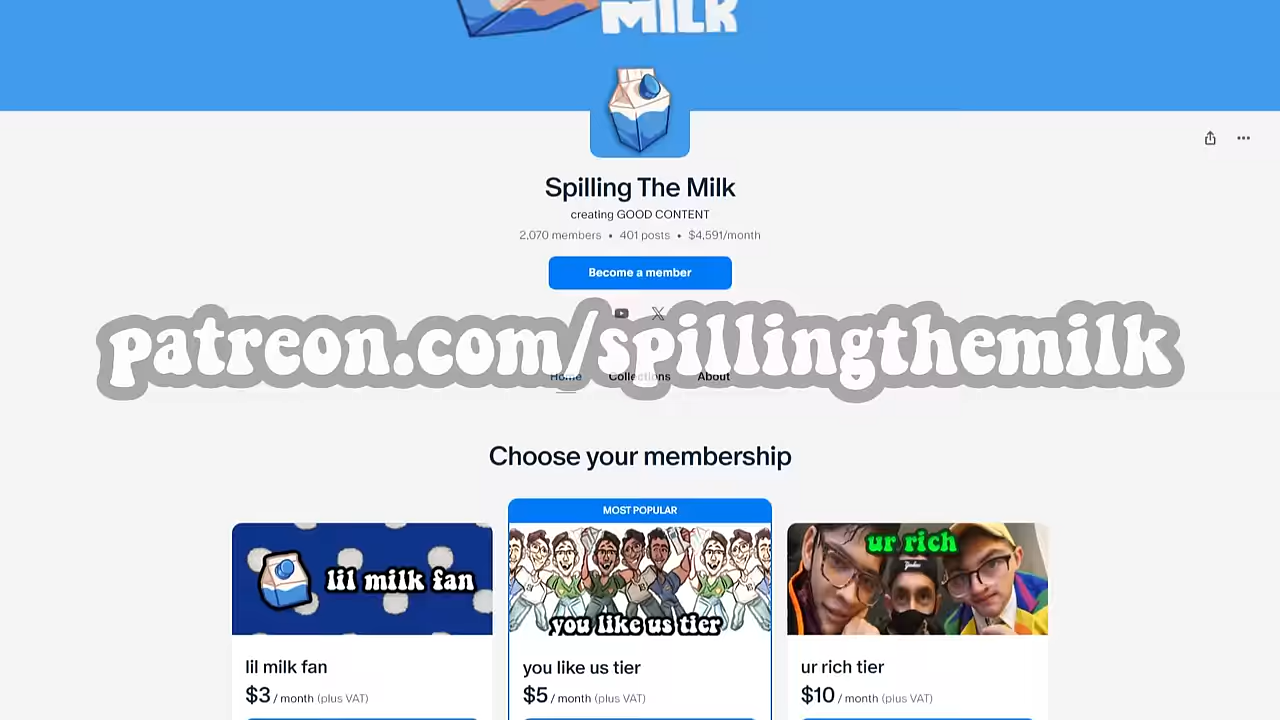 MILK
Spilling The Milk
creating GOOD CONTENT
2,070 members • 401 posts • $4,591/month
Become a member
patreon.com/spillingthemilk
Home Collections About
Choose your membership
MOST POPULAR
lil milk fan
you like us tier
ur rich
lil milk fan
you like us tier
ur rich tier
$3 / month (plus VAT)
$5 / month (plus VAT)
$10 / month (plus VAT)